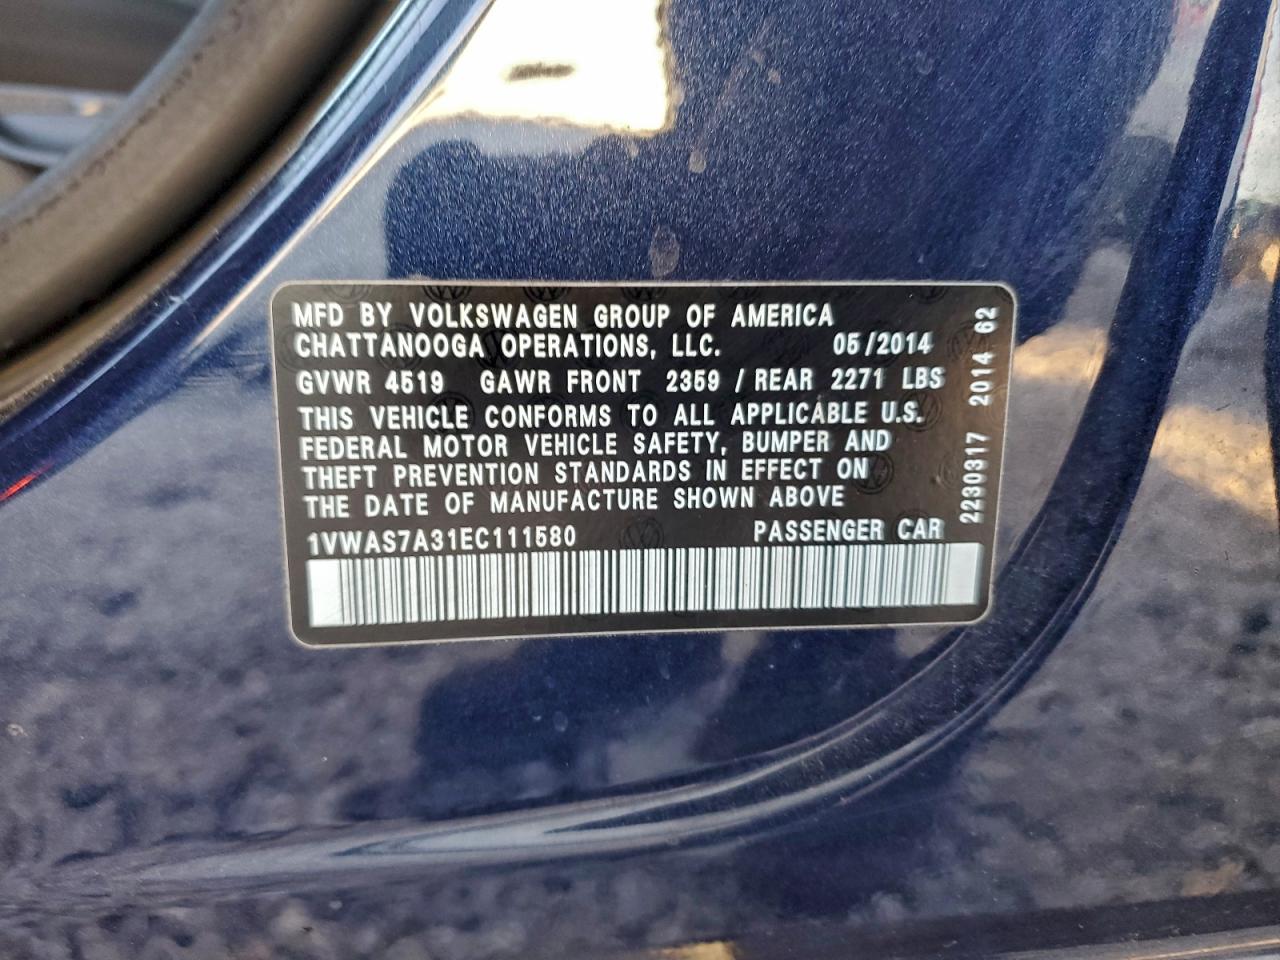 MFD BY VOLKSWAGEN GROUP OF AMERICA
CHATTANOOGA OPERATIONS, LLC. 05/2014
GVWR 4519 GAWR FRONT 2359 / REAR 2271 LBS
THIS VEHICLE CONFORMS TO ALL APPLICABLE U.S.
FEDERAL MOTOR VEHICLE SAFETY, BUMPER AND
THEFT PREVENTION STANDARDS IN EFFECT ON
THE DATE OF MANUFACTURE SHOWN ABOVE
1VWAS7A31EC111580 PASSENGER CAR
2230317 2014 62